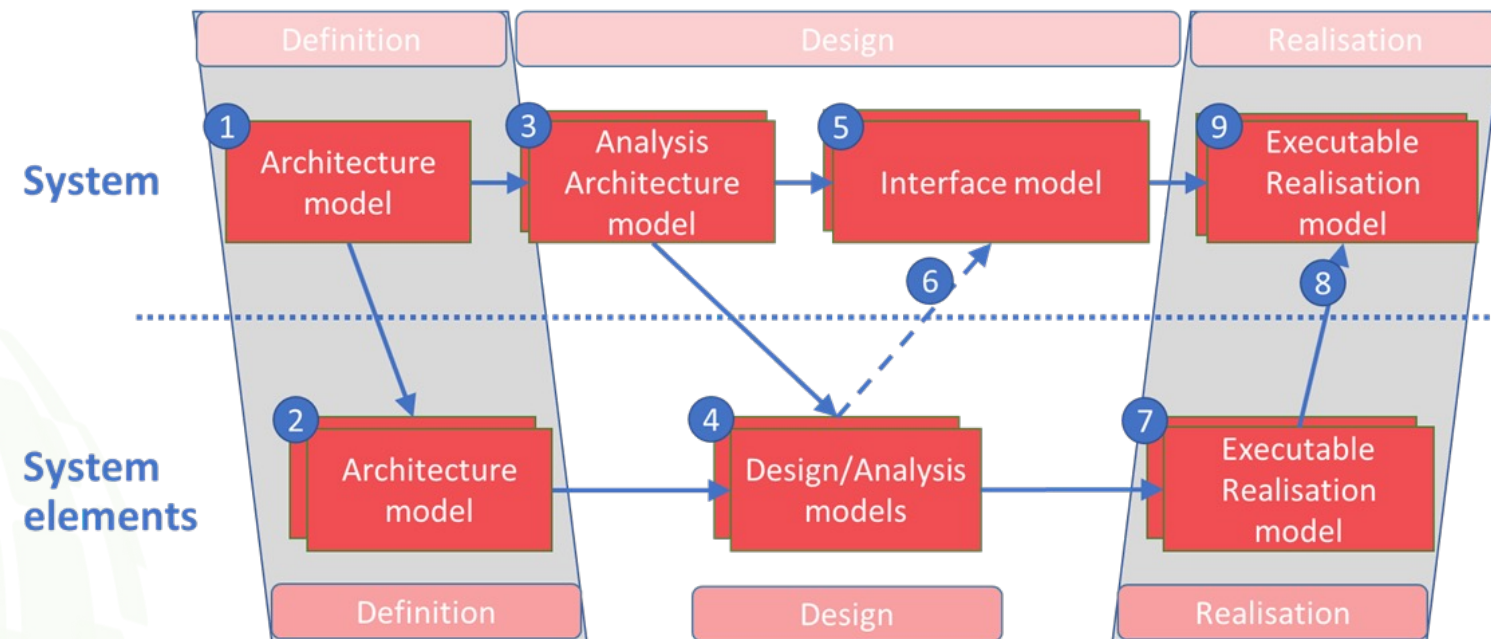 Definition
Design
Realisation
System
1
Architecture
model
3
Analysis
Architecture
model
5
Interface model
9
Executable
Realisation
model
6
8
System
elements
2
Architecture
model
4
Design/Analysis
models
7
Executable
Realisation
model
Definition
Design
Realisation